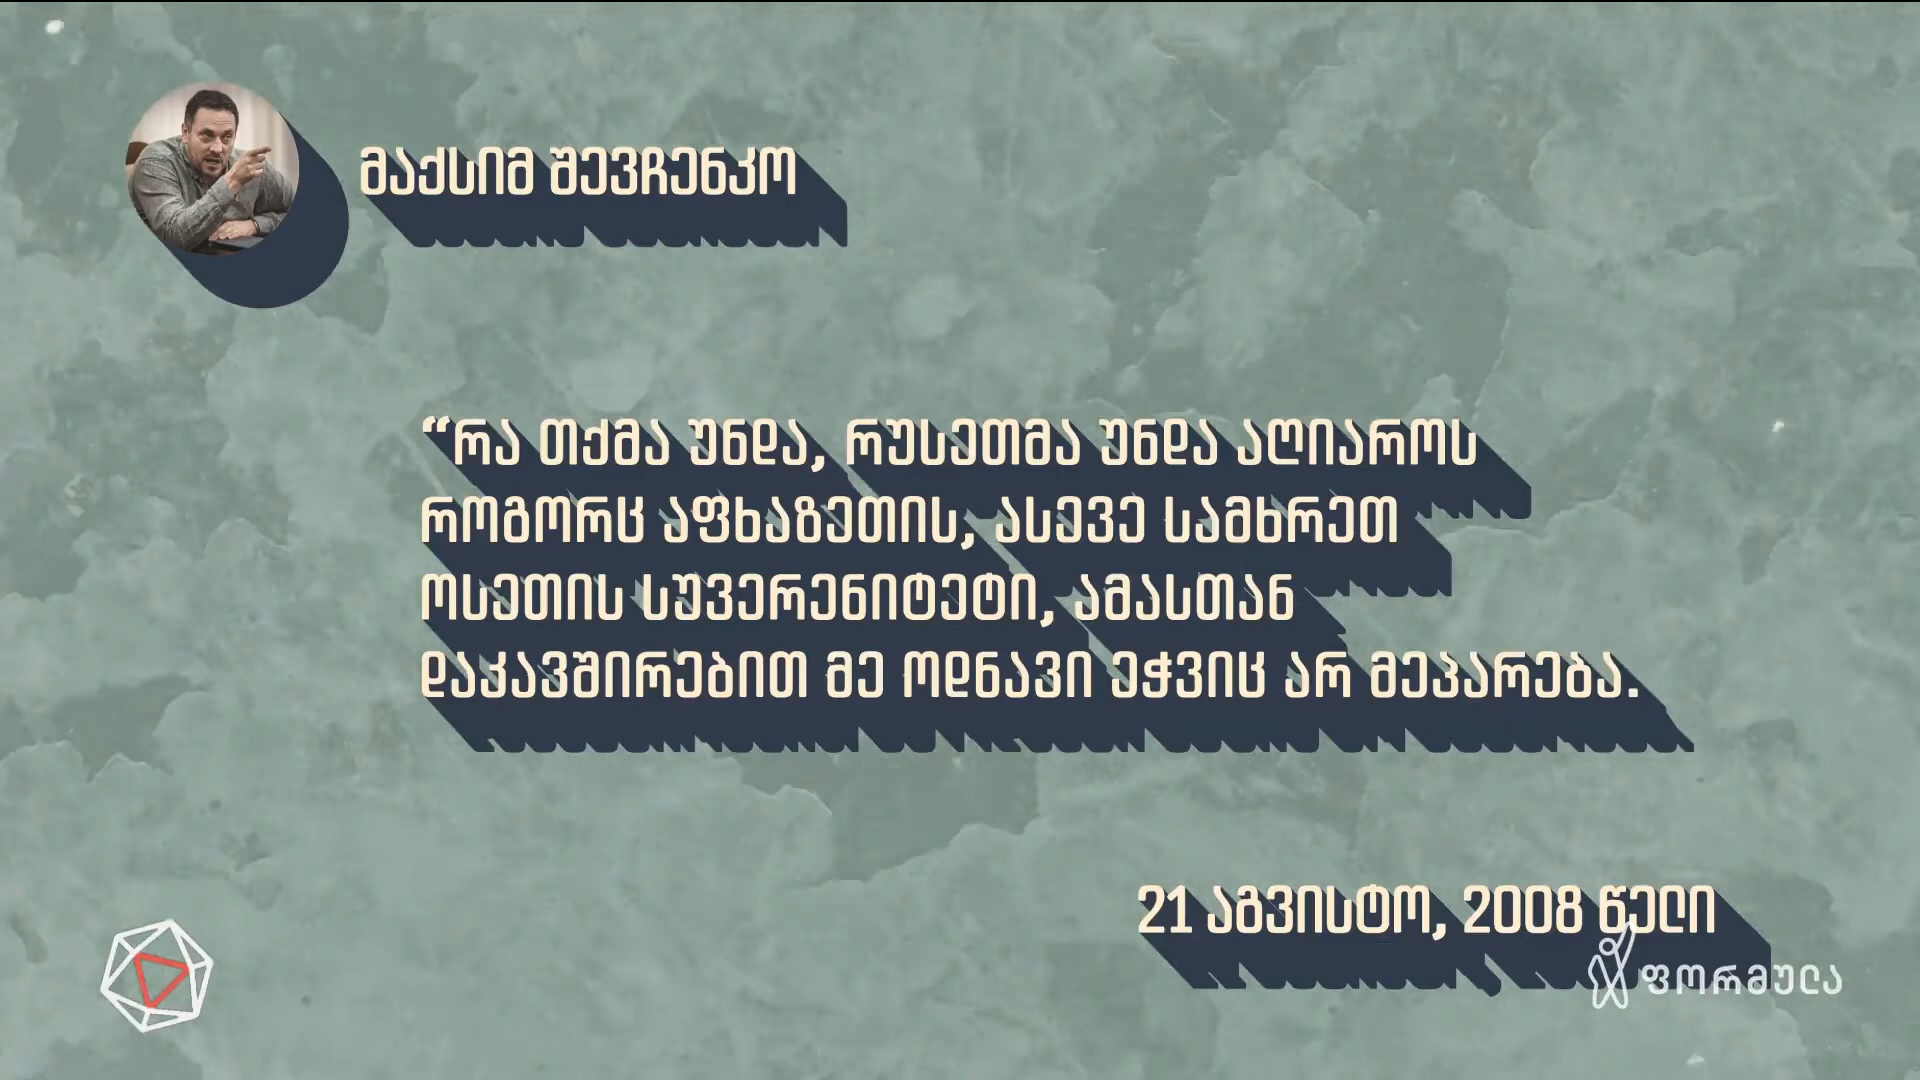 მაქსიმ შევჩენკო
“რა თქმა უნდა, რუსეთმა უნდა აღიაროს
როგორც აფხაზეთის, ასევე სამხრეთ
ოსეთის სუვერენიტეტი, ამასთან
დაკავშირებით მე ოდნავი ეჭვიც არ მეპარება.
21 აგვისტო, 2008 წელი
ფორმულა